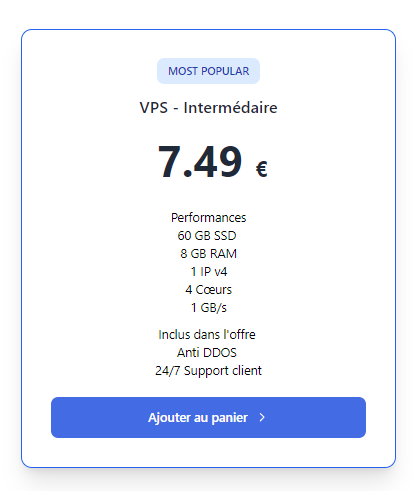 MOST POPULAR
VPS - Intermédaire
7.49 €
Performances
60 GB SSD
8 GB RAM
1 IP v4
4 Cœurs
1 GB/s
Inclus dans l'offre
Anti DDOS
24/7 Support client
Ajouter au panier